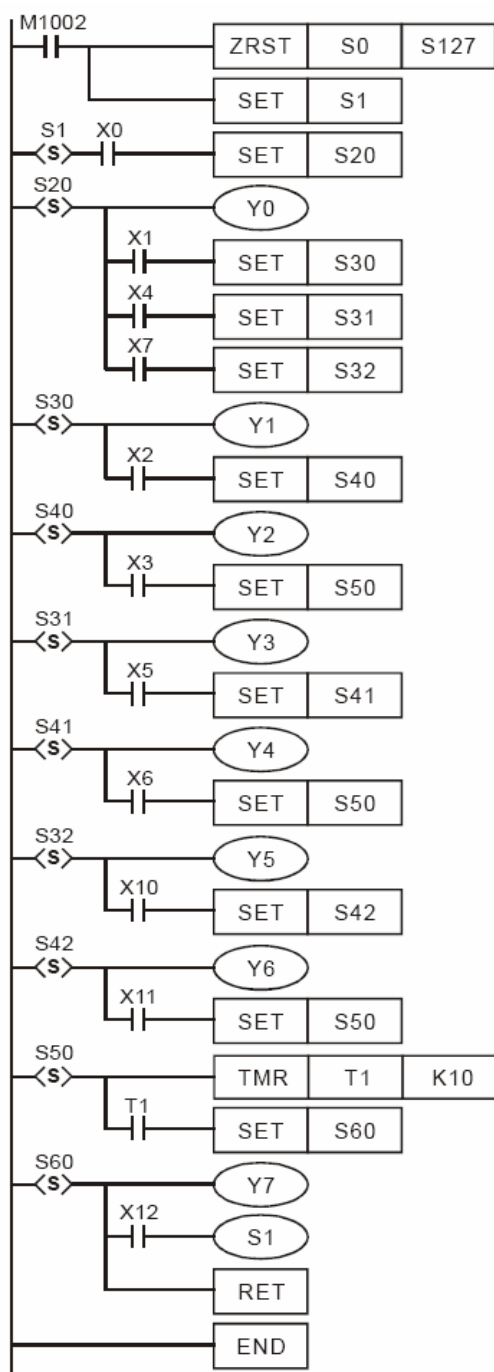 M1002
ZRST S0 S127
SET S1
S1 X0
S SET S20
S20
S Y0
X1
SET S30
X4
SET S31
X7
SET S32
S30
S Y1
X2
SET S40
S40
S Y2
X3
SET S50
S31
S Y3
X5
SET S41
S41
S Y4
X6
SET S50
S32
S Y5
X10
SET S42
S42
S Y6
X11
SET S50
S50
S TMR T1 K10
T1
SET S60
S60
S Y7
X12
S1
RET
END